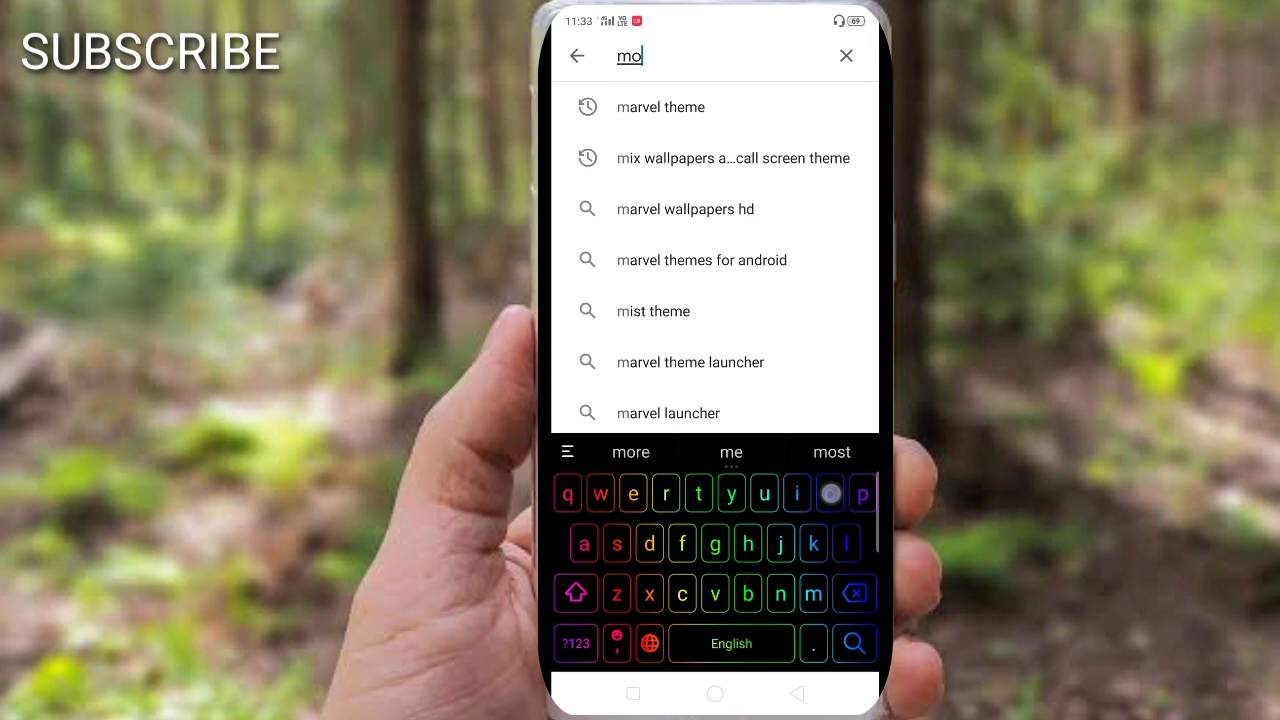 SUBSCRIBE
11:33
69
mo
marvel theme
mix wallpapers a...call screen theme
marvel wallpapers hd
marvel themes for android
mist theme
marvel theme launcher
marvel launcher
more me most
q w e r t y u i o p
a s d f g h j k l
z x c v b n m
?123 , English .